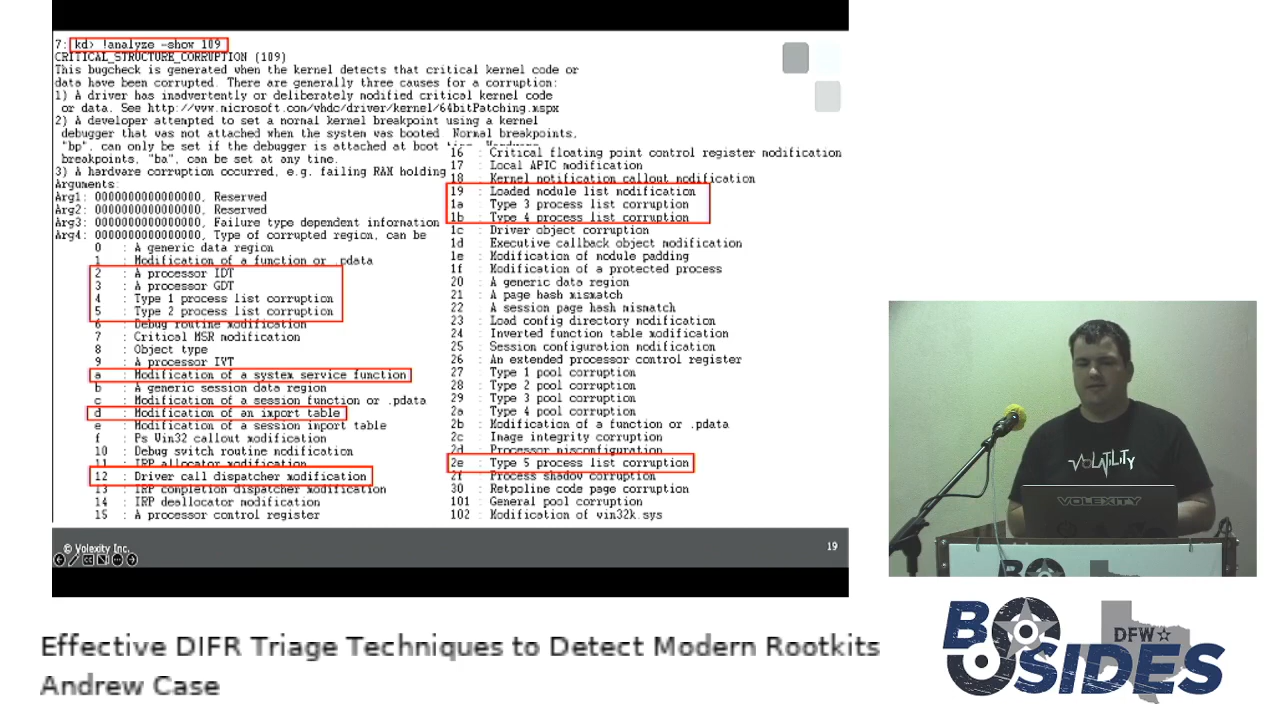 7: kd> !analyze -show 109
CRITICAL_STRUCTURE_CORRUPTION (109)
This bugcheck is generated when the kernel detects that critical kernel code or
data have been corrupted. There are generally three causes for a corruption:
1) A driver has inadvertently or deliberately modified critical kernel code
or data. See http://www.microsoft.com/whdc/driver/kernel/64bitPatching.mspx
2) A developer attempted to set a normal kernel breakpoint using a kernel
debugger that was not attached when the system was booted. Normal breakpoints,
"bp", can only be set if the debugger is attached at boot time. Hardware
breakpoints, "ba", can be set at any time.
3) A hardware corruption occurred, e.g. failing RAM holding
Arguments:
Arg1: 0000000000000000, Reserved
Arg2: 0000000000000000, Reserved
Arg3: 0000000000000000, Failure type dependent information
Arg4: 0000000000000000, Type of corrupted region, can be
0 : A generic data region
1 : Modification of a function or .pdata
2 : A processor IDT
3 : A processor GDT
4 : Type 1 process list corruption
5 : Type 2 process list corruption
6 : Debug routine modification
7 : Critical MSR modification
8 : Object type
9 : A processor IVT
a : Modification of a system service function
b : A generic session data region
c : Modification of a session function or .pdata
d : Modification of an import table
e : Modification of a session import table
f : Ps Win32 callout modification
10 : Debug switch routine modification
11 : IRP allocator modification
12 : Driver call dispatcher modification
13 : IRP completion dispatcher modification
14 : IRP deallocator modification
15 : A processor control register
16 : Critical floating point control register modification
17 : Local APIC modification
18 : Kernel notification callout modification
19 : Loaded module list modification
1a : Type 3 process list corruption
1b : Type 4 process list corruption
1c : Driver object corruption
1d : Executive callback object modification
1e : Modification of module padding
1f : Modification of a protected process
20 : A generic data region
21 : A page hash mismatch
22 : A session page hash mismatch
23 : Load config directory modification
24 : Inverted function table modification
25 : Session configuration modification
26 : An extended processor control register
27 : Type 1 pool corruption
28 : Type 2 pool corruption
29 : Type 3 pool corruption
2a : Type 4 pool corruption
2b : Modification of a function or .pdata
2c : Image integrity corruption
2d : Processor misconfiguration
2e : Type 5 process list corruption
2f : Process shadow corruption
30 : Retpoline code page corruption
101 : General pool corruption
102 : Modification of win32k.sys
© Volexity Inc.
19
VOLATILITY
VOLEXITY
BO
BSIDES
DFW
Effective DIFR Triage Techniques to Detect Modern Rootkits
Andrew Case